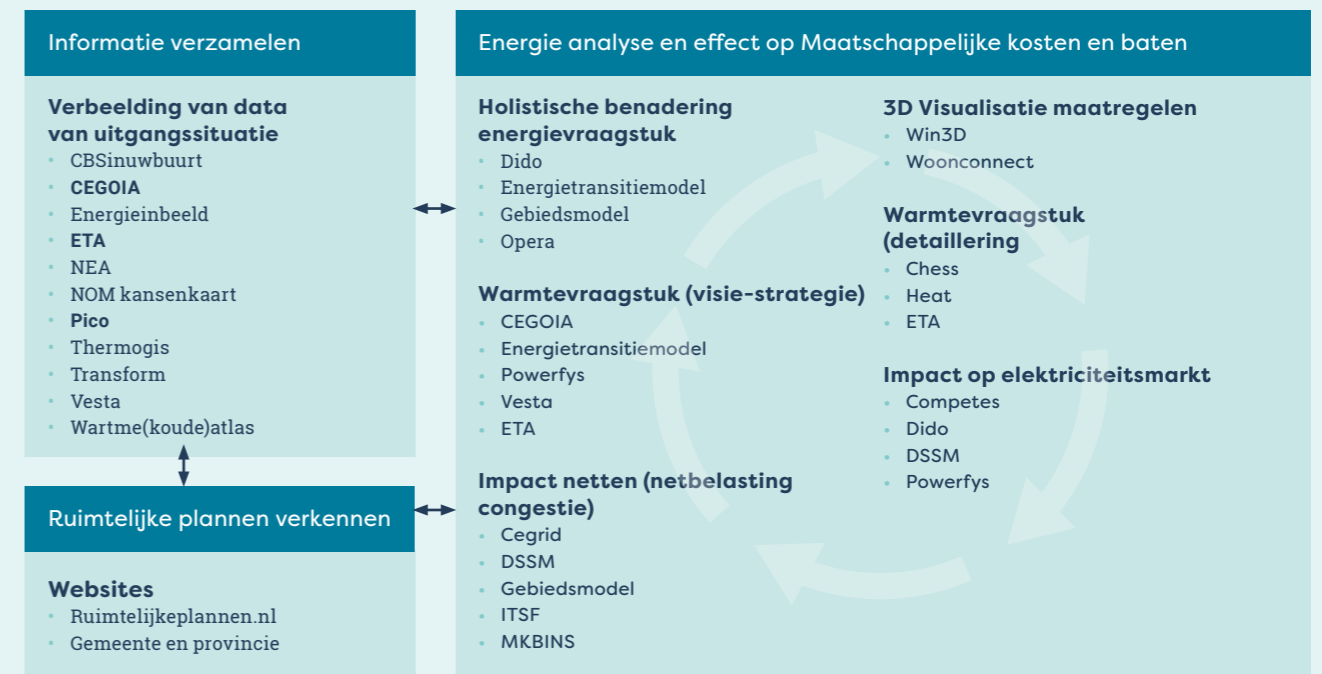 Informatie verzamelen
Verbeelding van data
van uitgangssituatie
CBSinuwbuurt
CEGOIA
Energieinbeeld
ETA
NEA
NOM kansenkaart
Pico
Thermogis
Transform
Vesta
Wartme(koude)atlas
Ruimtelijke plannen verkennen
Websites
Ruimtelijkeplannen.nl
Gemeente en provincie
Energie analyse en effect op Maatschappelijke kosten en baten
Holistische benadering
energievraagstuk
Dido
Energietransitiemodel
Gebiedsmodel
Opera
Warmtevraagstuk (visie-strategie)
CEGOIA
Energietransitiemodel
Powerfys
Vesta
ETA
Impact netten (netbelasting
congestie)
Cegrid
DSSM
Gebiedsmodel
ITSF
MKBINS
3D Visualisatie maatregelen
Win3D
Woonconnect
Warmtevraagstuk
(detaillering
Chess
Heat
ETA
Impact op elektriciteitsmarkt
Competes
Dido
DSSM
Powerfys